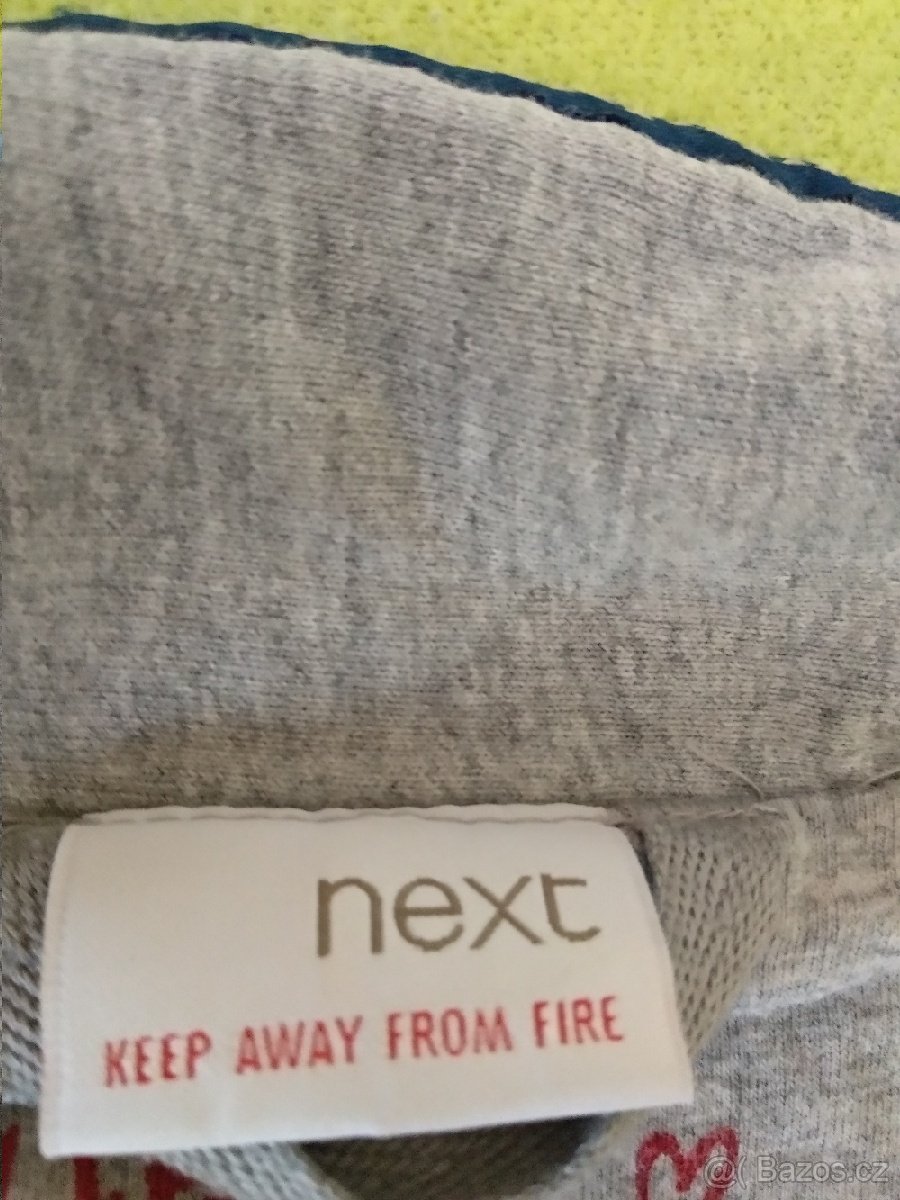 next
KEEP AWAY FROM FIRE
@( Bazos.cz